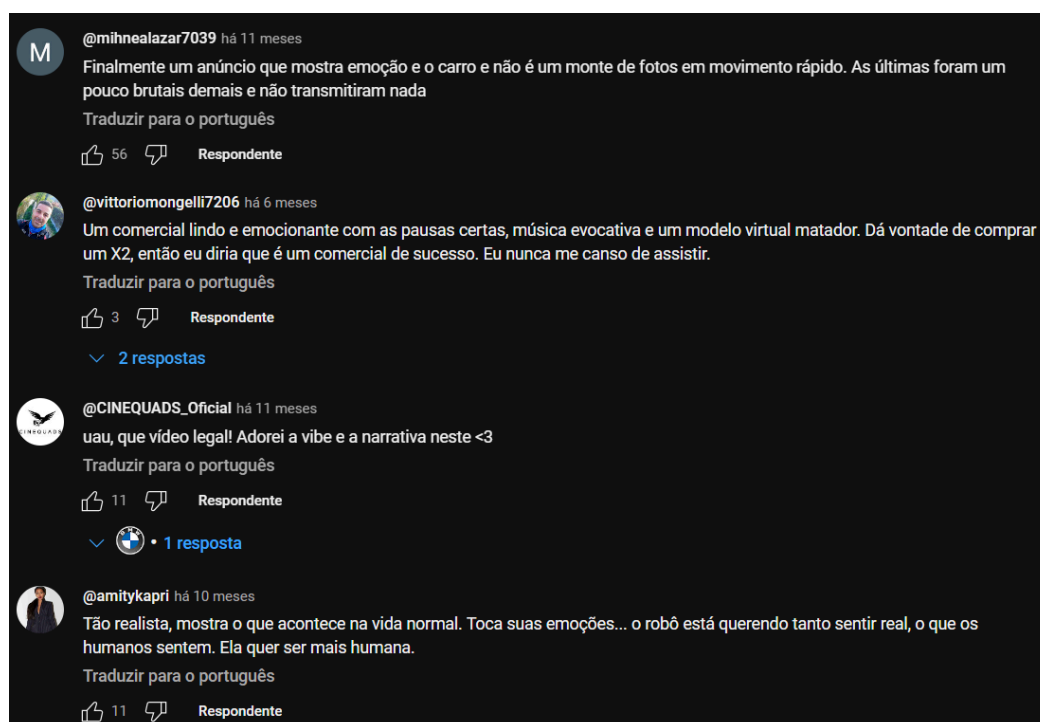 M
@mihnealazar7039 há 11 meses
Finalmente um anúncio que mostra emoção e o carro e não é um monte de fotos em movimento rápido. As últimas foram um
pouco brutais demais e não transmitiram nada
Traduzir para o português
56 Respondente
@vittoriomongelli7206 há 6 meses
Um comercial lindo e emocionante com as pausas certas, música evocativa e um modelo virtual matador. Dá vontade de comprar
um X2, então eu diria que é um comercial de sucesso. Eu nunca me canso de assistir.
Traduzir para o português
3 Respondente
2 respostas
CINEQUADS
@CINEQUADS_Oficial há 11 meses
uau, que vídeo legal! Adorei a vibe e a narrativa neste <3
Traduzir para o português
11 Respondente
BMW • 1 resposta
@amitykapri há 10 meses
Tão realista, mostra o que acontece na vida normal. Toca suas emoções... o robô está querendo tanto sentir real, o que os
humanos sentem. Ela quer ser mais humana.
Traduzir para o português
11 Respondente